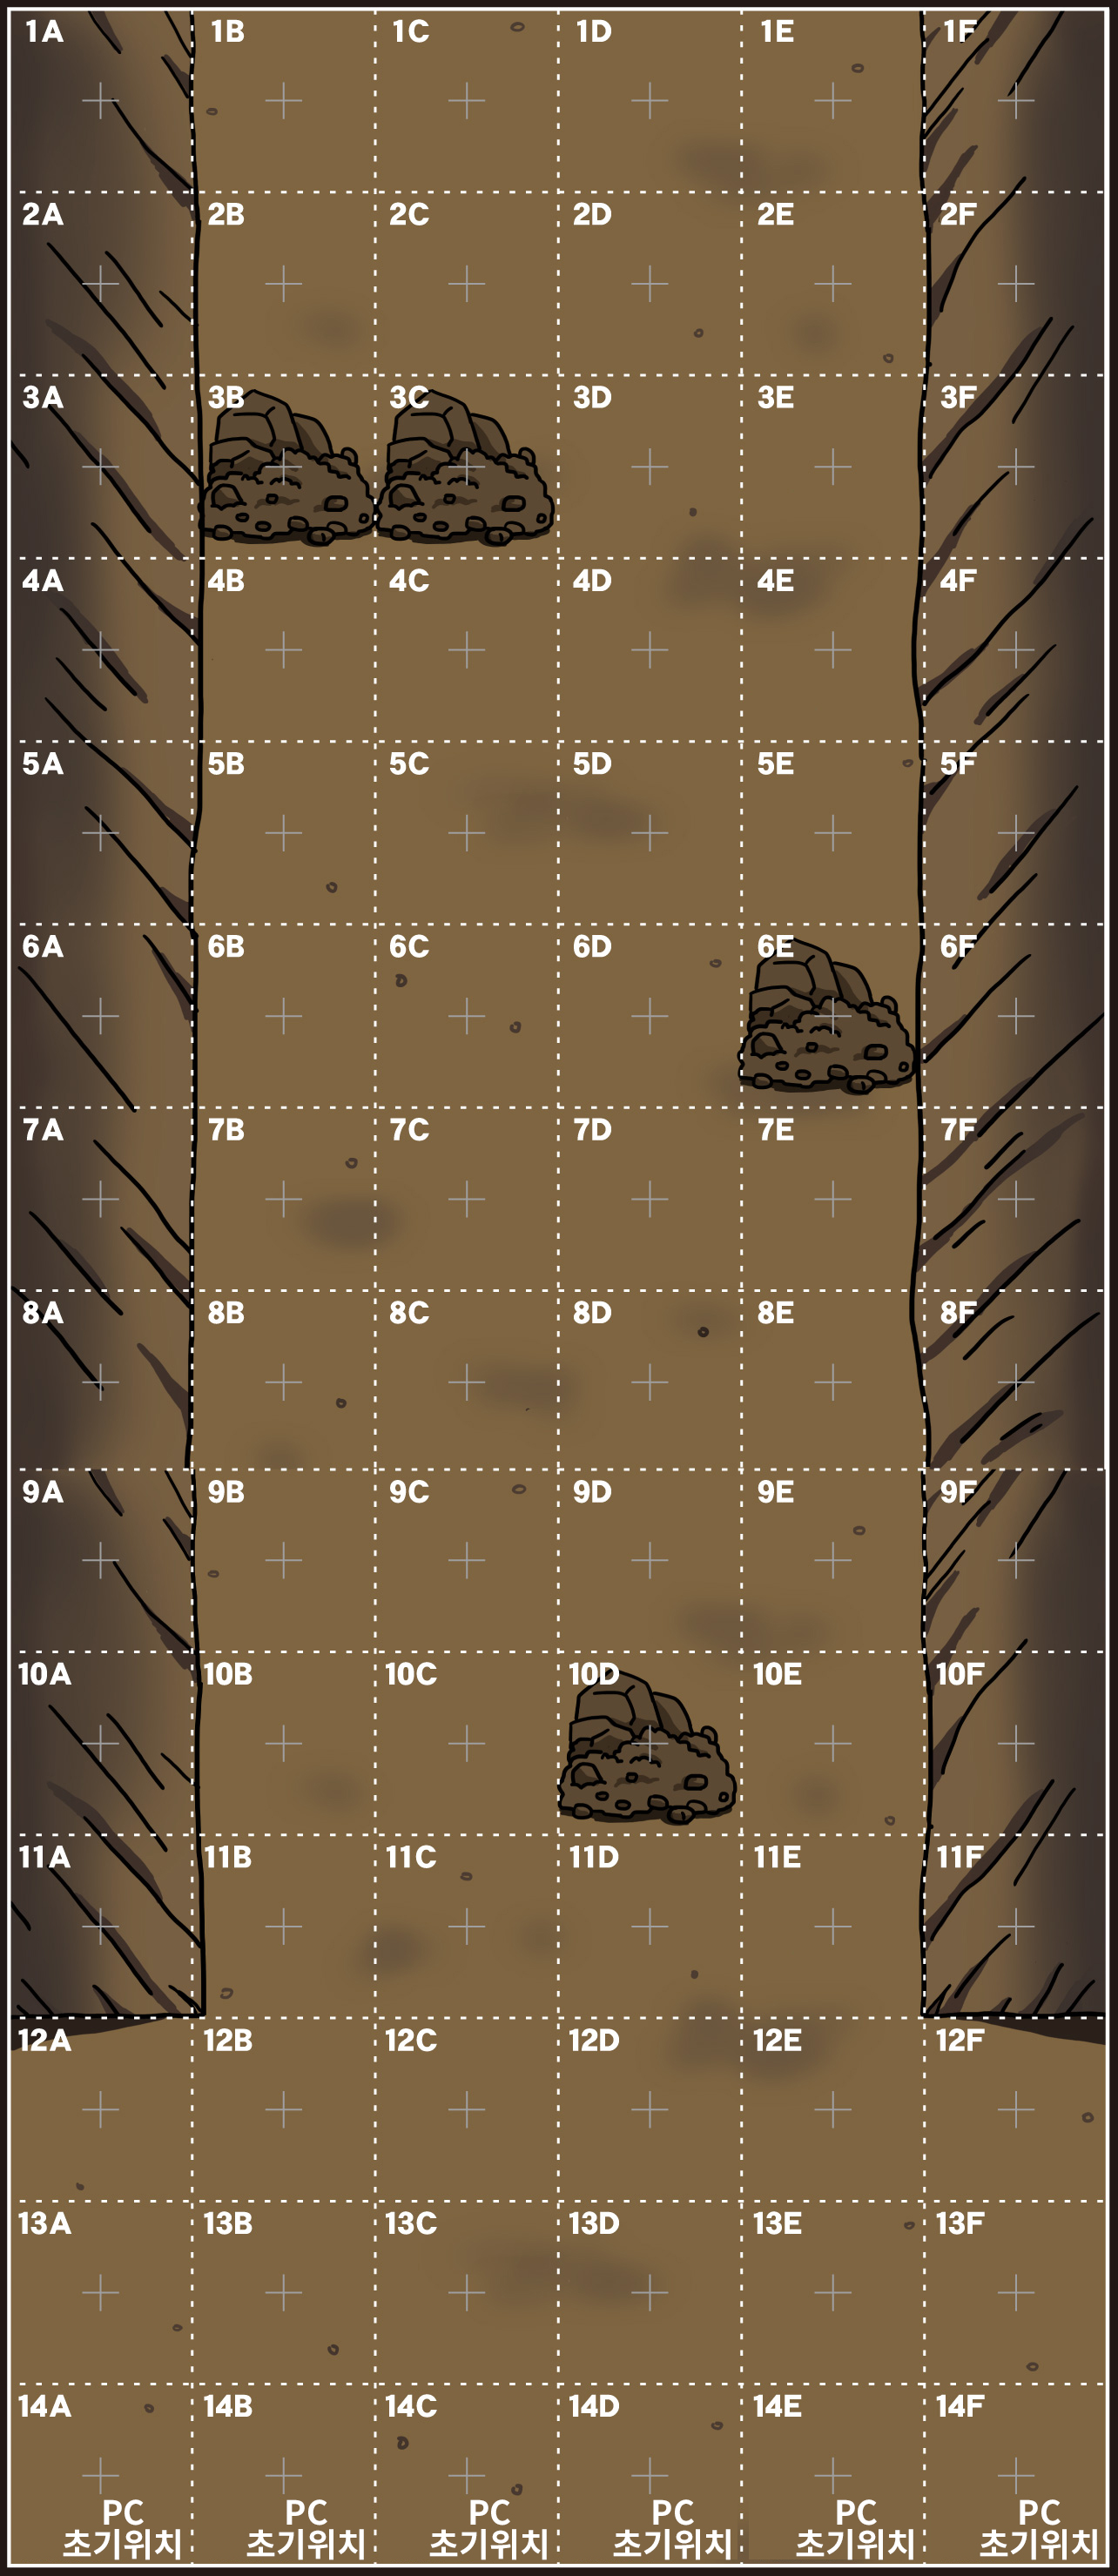 1A 1B 1C 1D 1E 1F
2A 2B 2C 2D 2E 2F
3A 3B 3C 3D 3E 3F
4A 4B 4C 4D 4E 4F
5A 5B 5C 5D 5E 5F
6A 6B 6C 6D 6E 6F
7A 7B 7C 7D 7E 7F
8A 8B 8C 8D 8E 8F
9A 9B 9C 9D 9E 9F
10A 10B 10C 10D 10E 10F
11A 11B 11C 11D 11E 11F
12A 12B 12C 12D 12E 12F
13A 13B 13C 13D 13E 13F
14A 14B 14C 14D 14E 14F
PC PC PC PC PC PC
초기위치 초기위치 초기위치 초기위치 초기위치 초기위치